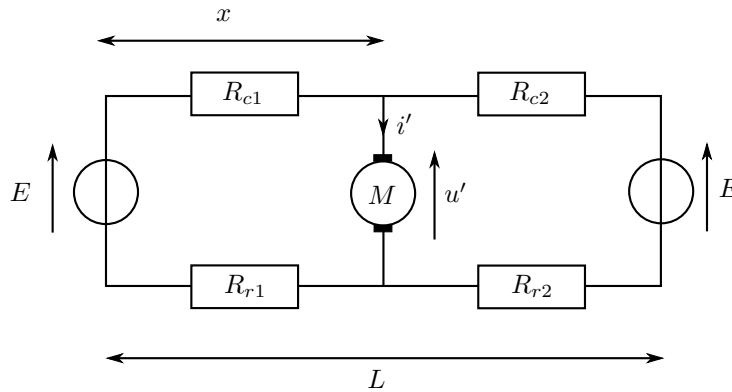 x
R_{c1}
R_{c2}
i'
E
M
u'
E
R_{r1}
R_{r2}
L